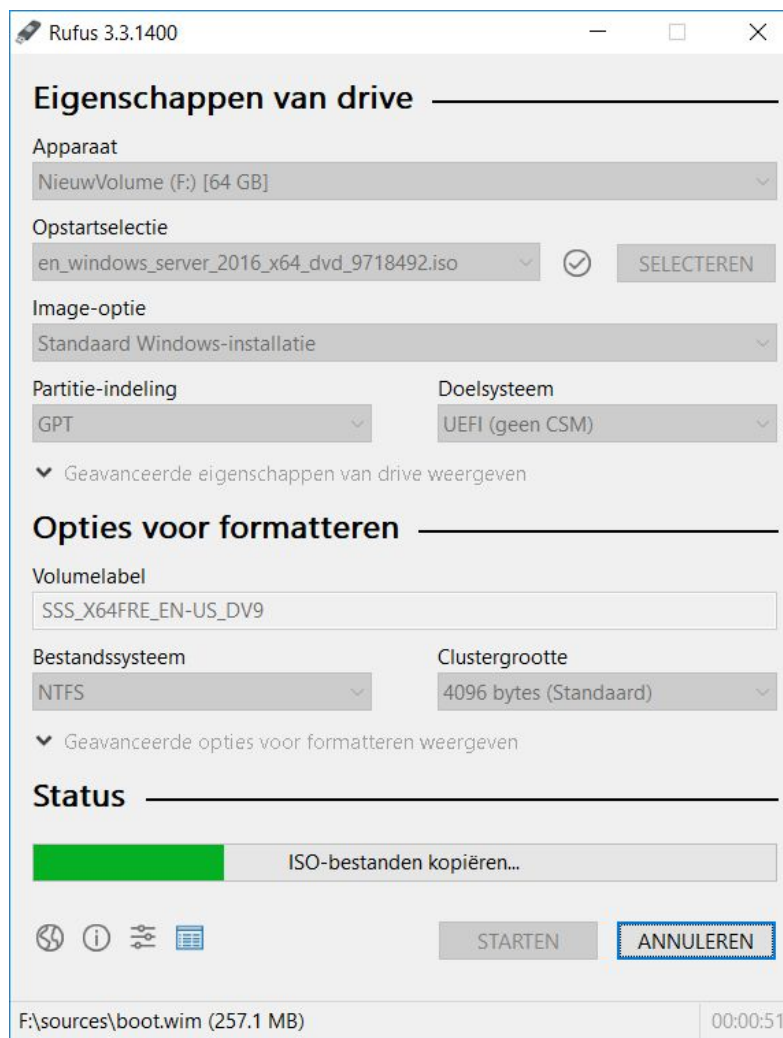 Rufus 3.3.1400
Eigenschappen van drive
Apparaat
NieuwVolume (F:) [64 GB]
Opstartselectie
en_windows_server_2016_x64_dvd_9718492.iso
SELECTEREN
Image-optie
Standaard Windows-installatie
Partitie-indeling
Doelsysteem
GPT
UEFI (geen CSM)
Geavanceerde eigenschappen van drive weergeven
Opties voor formatteren
Volumelabel
SSS_X64FRE_EN-US_DV9
Bestandssysteem
Clustergrootte
NTFS
4096 bytes (Standaard)
Geavanceerde opties voor formatteren weergeven
Status
ISO-bestanden kopiëren...
STARTEN
ANNULEREN
F:\sources\boot.wim (257.1 MB)
00:00:51